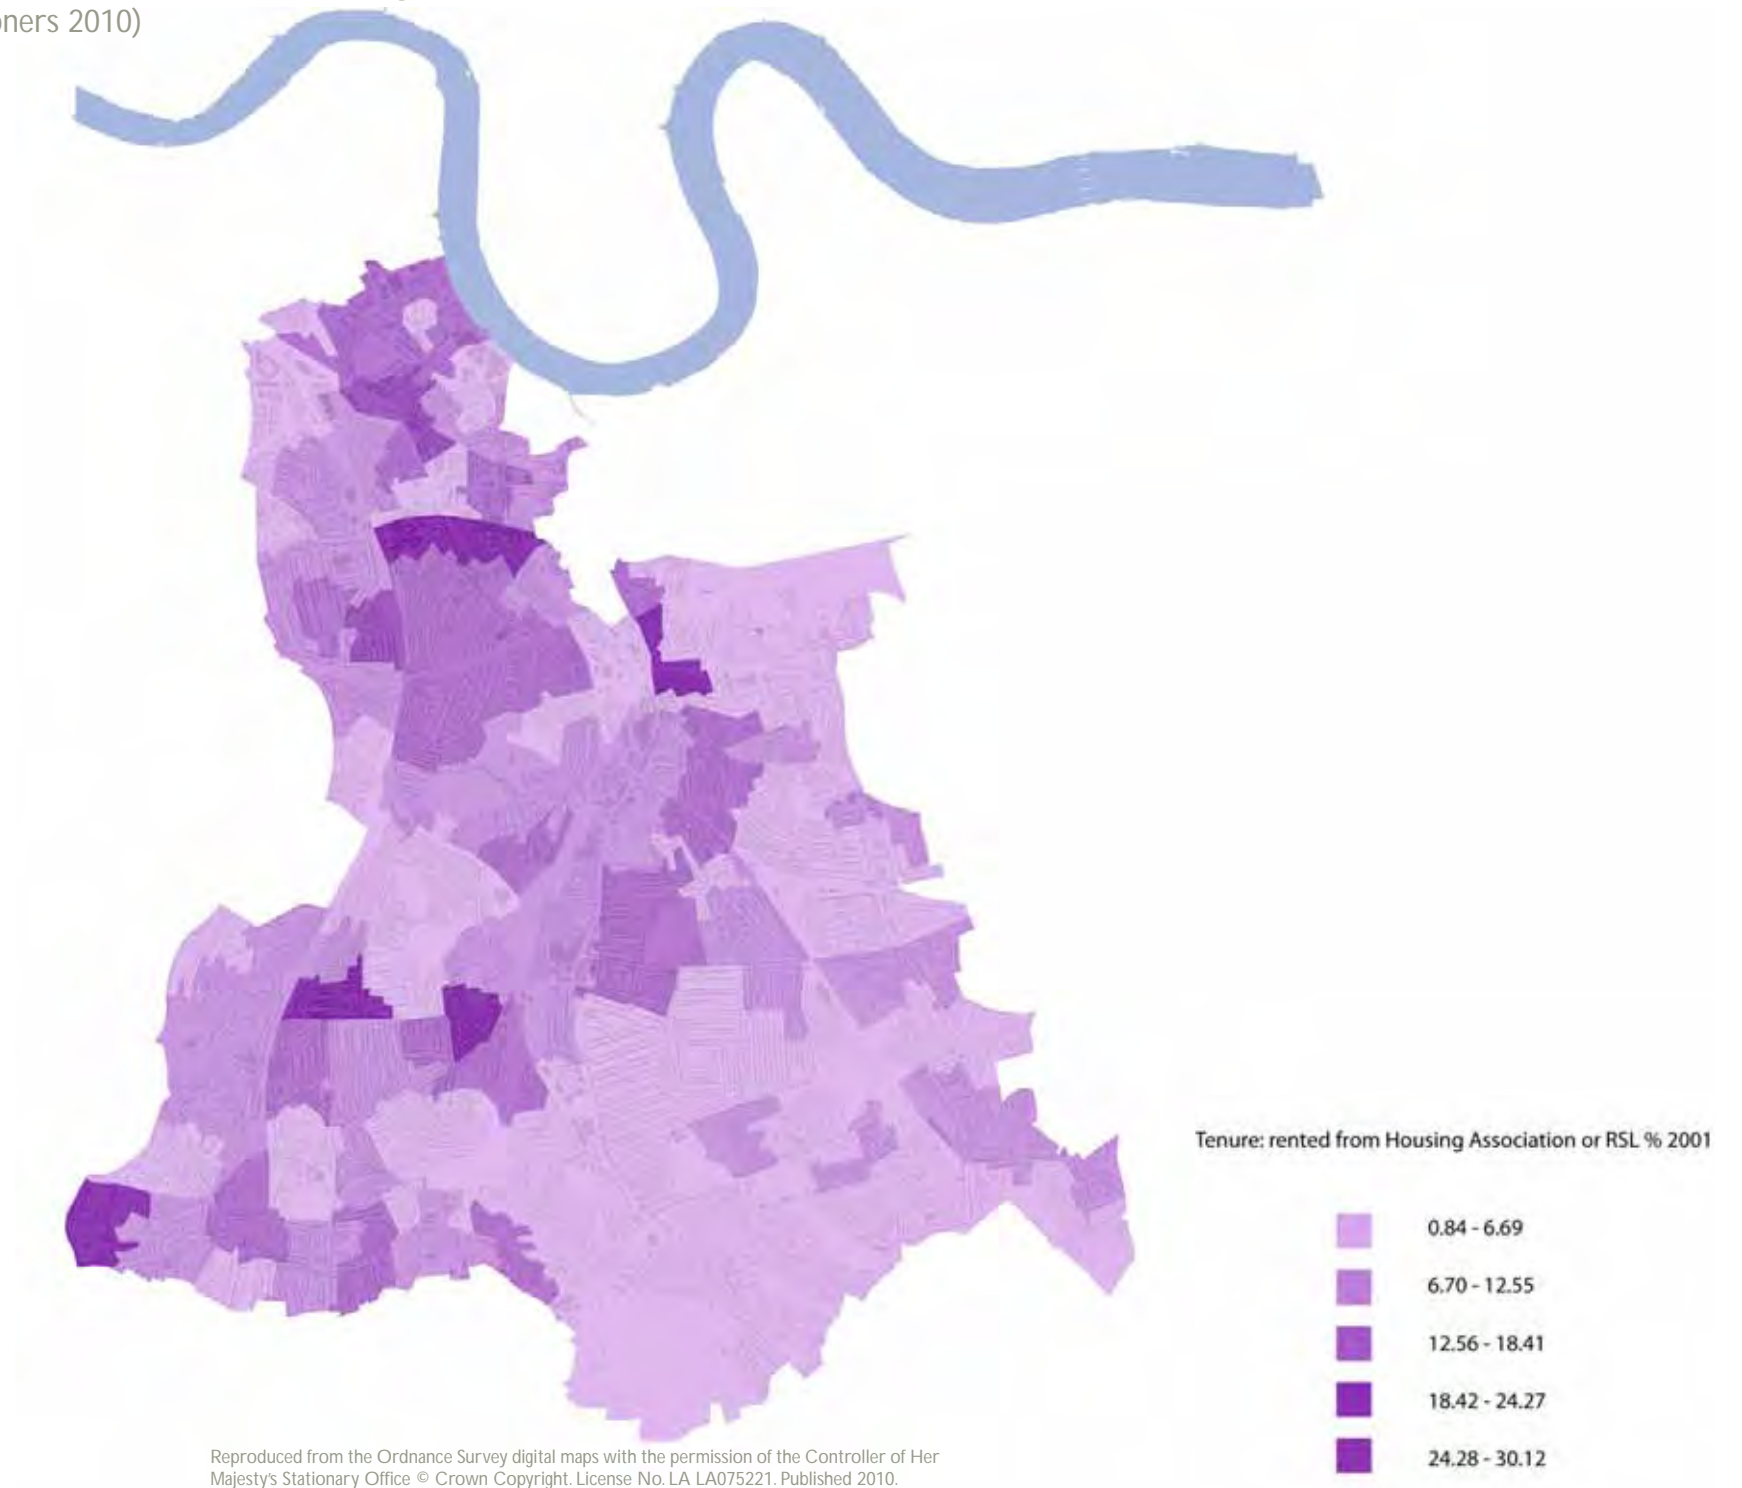 oners 2010)
Tenure: rented from Housing Association or RSL % 2001
0.84 - 6.69
6.70 - 12.55
12.56 - 18.41
18.42 - 24.27
24.28 - 30.12
Reproduced from the Ordnance Survey digital maps with the permission of the Controller of Her
Majesty's Stationary Office © Crown Copyright. License No. LA LA075221. Published 2010.